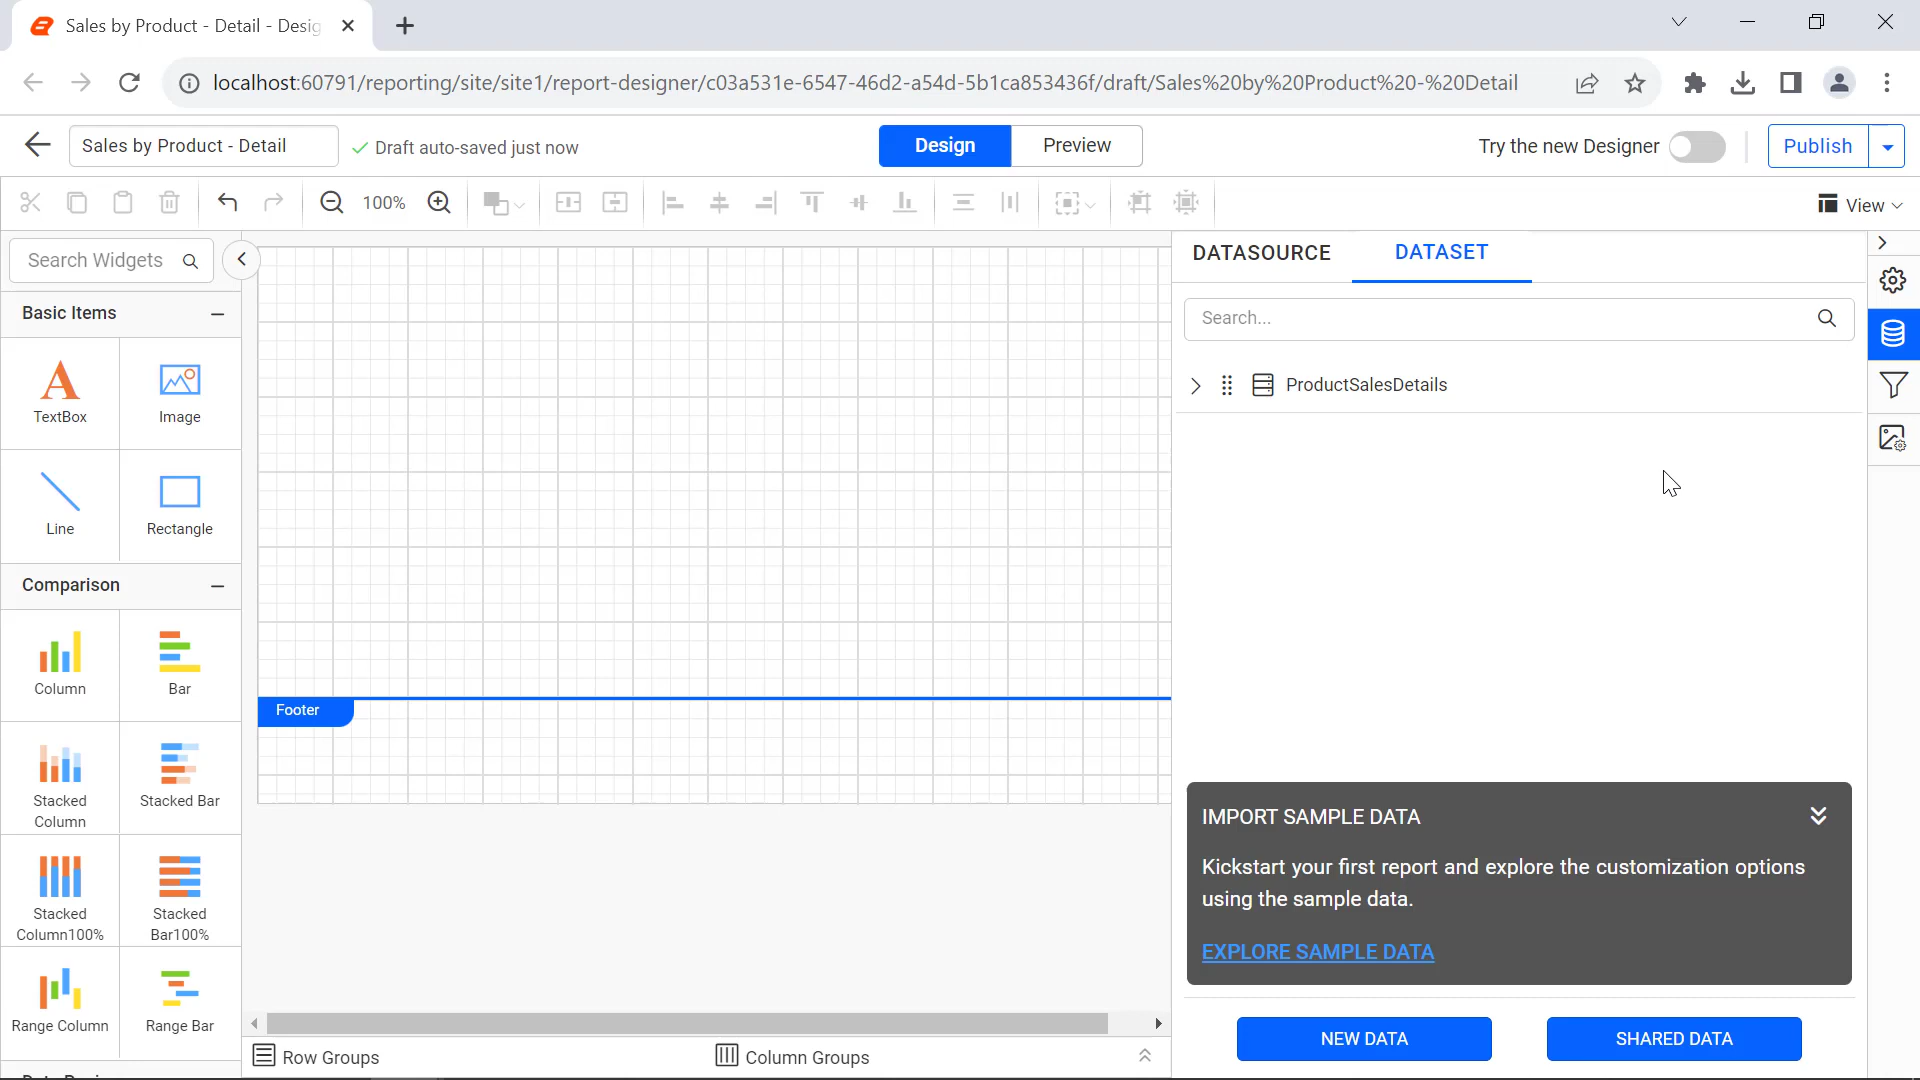 Sales by Product - Detail - Desig
localhost:60791/reporting/site/site1/report-designer/c03a531e-6547-46d2-a54d-5b1ca853436f/draft/Sales%20by%20Product%20-%20Detail
Sales by Product - Detail
Draft auto-saved just now
Design
Preview
Try the new Designer
Publish
100%
View
Search Widgets
Basic Items
TextBox
Image
Line
Rectangle
Comparison
Column
Bar
Stacked
Column
Stacked Bar
Stacked
Column100%
Stacked
Bar100%
Range Column
Range Bar
Footer
Row Groups
Column Groups
DATASOURCE
DATASET
Search...
ProductSalesDetails
IMPORT SAMPLE DATA
Kickstart your first report and explore the customization options
using the sample data.
EXPLORE SAMPLE DATA
NEW DATA
SHARED DATA